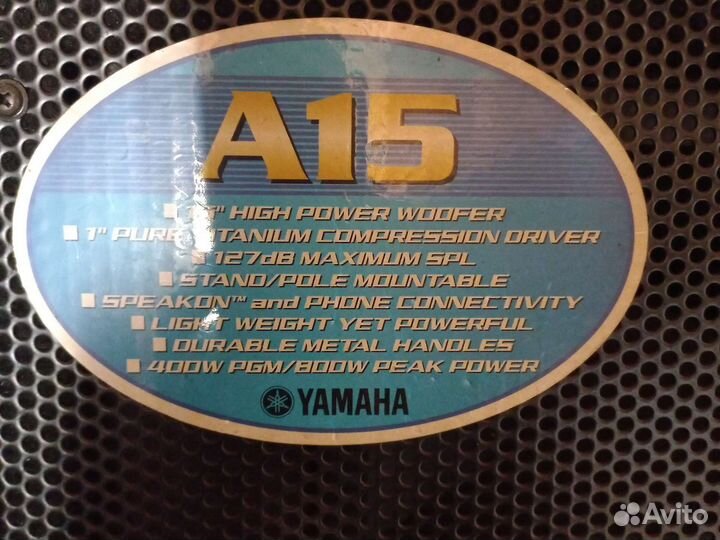 A15
HIGH POWER WOOFER
1" PURE TITANIUM COMPRESSION DRIVER
127dB MAXIMUM SPL
STAND/POLE MOUNTABLE
SPEAKON™ and PHONE CONNECTIVITY
LIGHT WEIGHT YET POWERFUL
DURABLE METAL HANDLES
400W PGM/800W PEAK POWER
YAMAHA
Avito